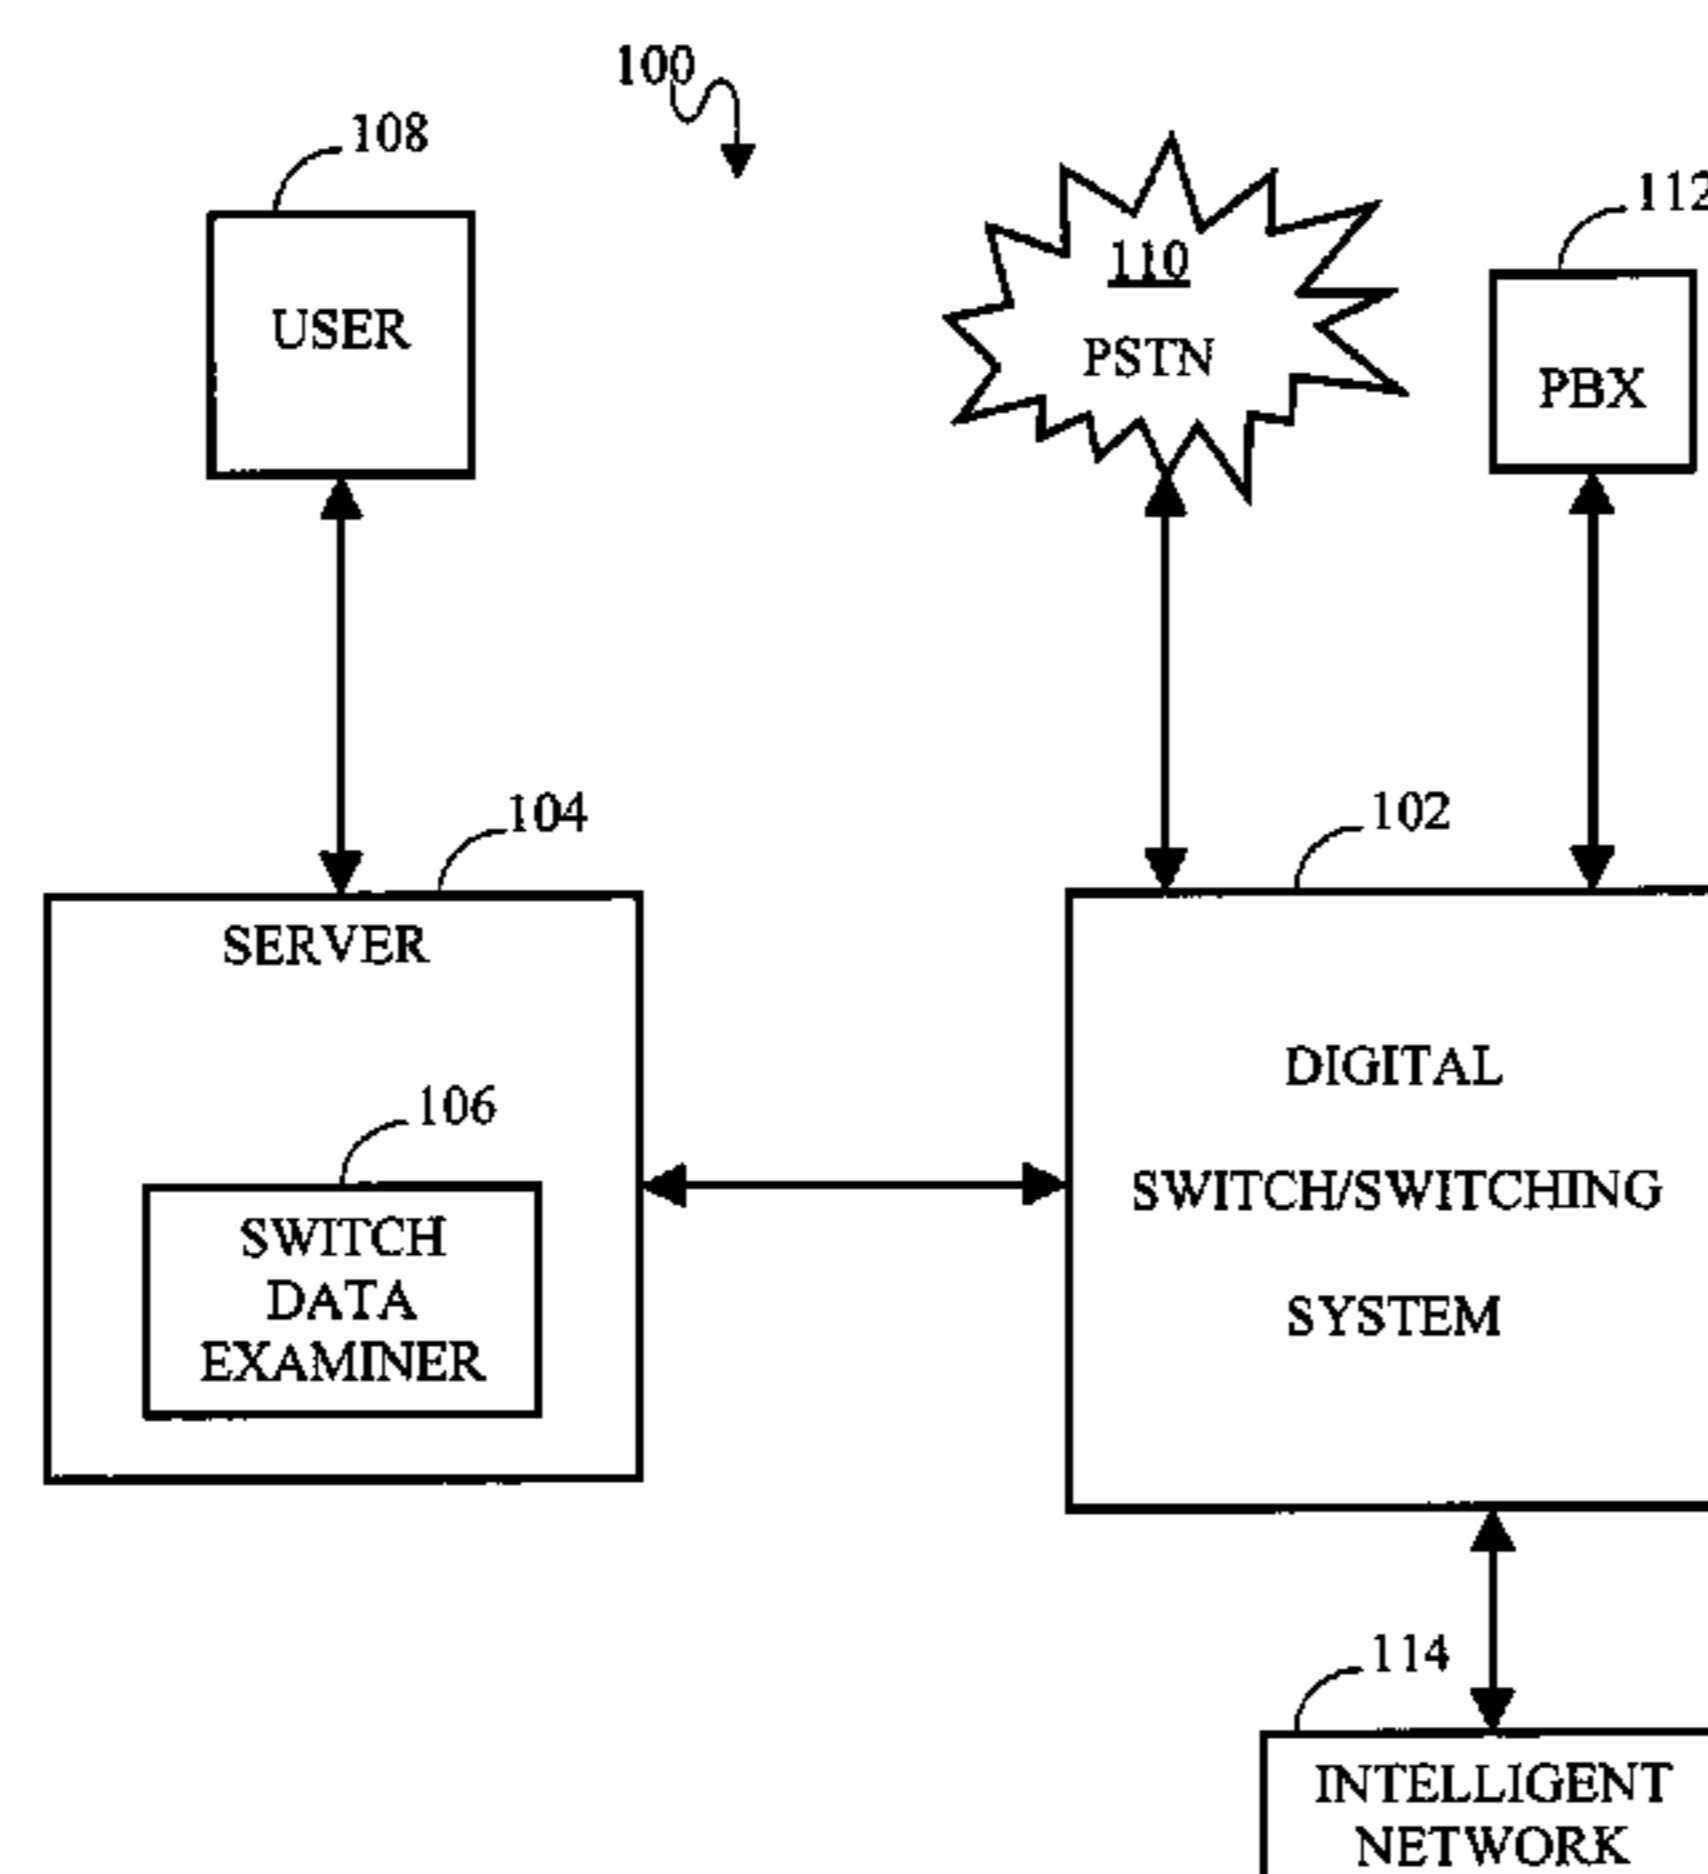 100
108
USER
110
PSTN
112
PBX
104
SERVER
106
SWITCH
DATA
EXAMINER
102
DIGITAL
SWITCH/SWITCHING
SYSTEM
114
INTELLIGENT
NETWORK